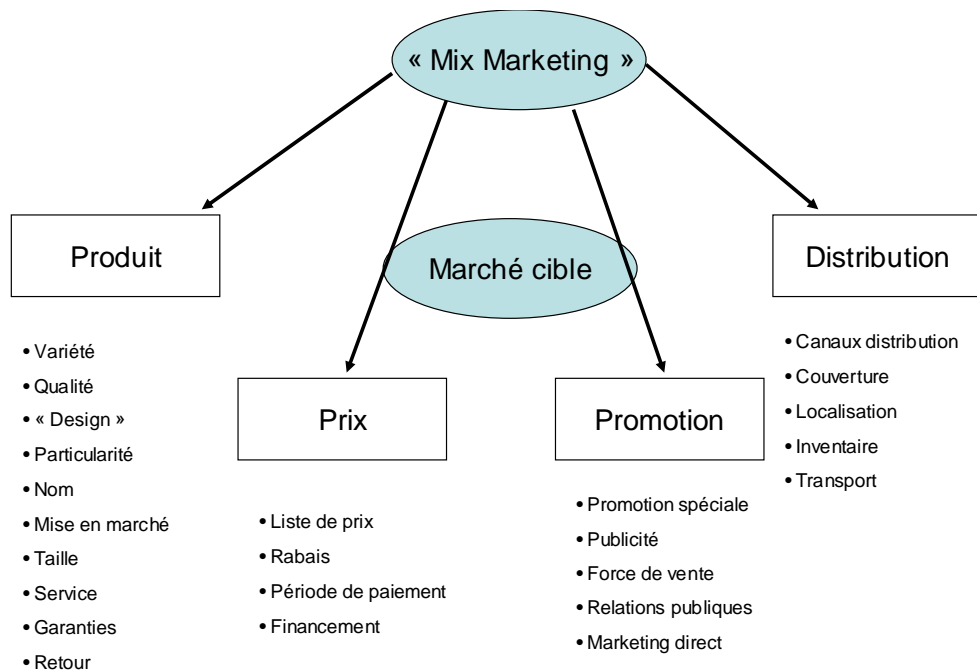 « Mix Marketing »
Marché cible
Produit
• Variété
• Qualité
• « Design »
• Particularité
• Nom
• Mise en marché
• Taille
• Service
• Garanties
• Retour
Prix
• Liste de prix
• Rabais
• Période de paiement
• Financement
Promotion
• Promotion spéciale
• Publicité
• Force de vente
• Relations publiques
• Marketing direct
Distribution
• Canaux distribution
• Couverture
• Localisation
• Inventaire
• Transport